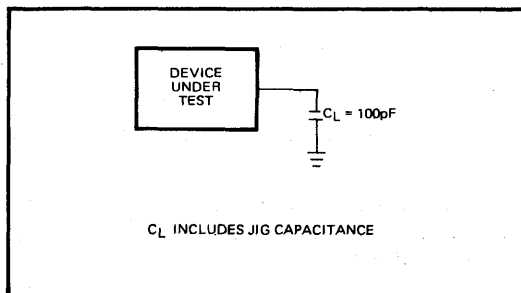 DEVICE
UNDER
TEST
CL = 100pF
CL INCLUDES JIG CAPACITANCE